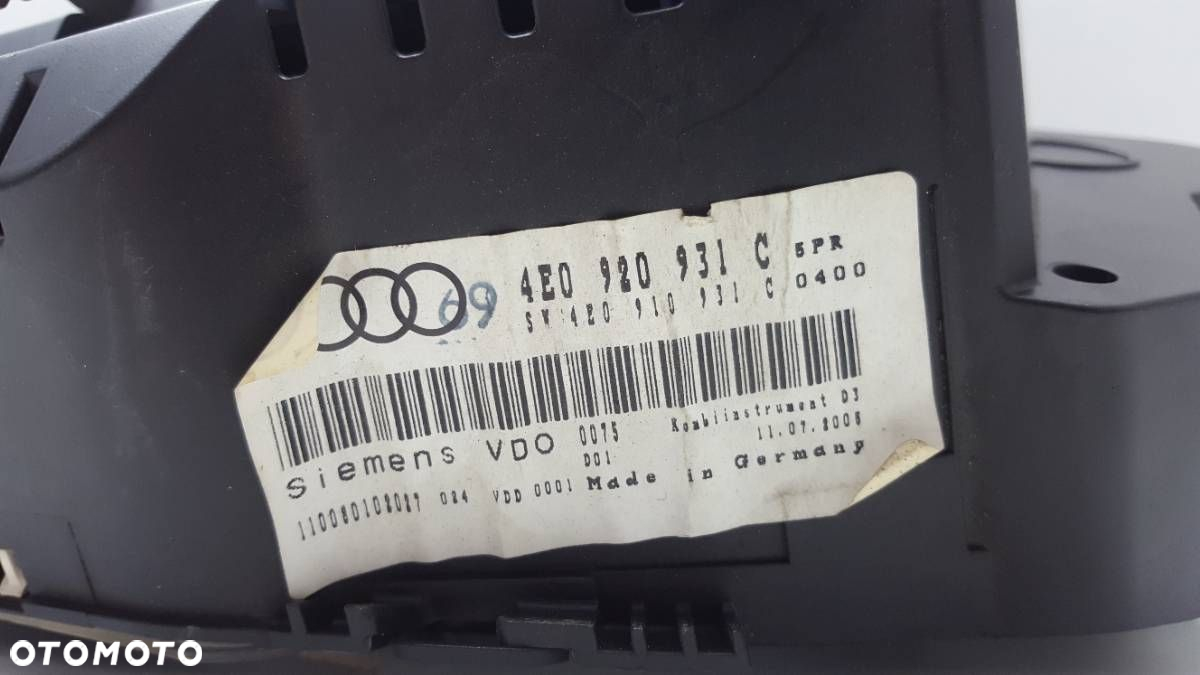 4E0 920 931 C 5PR
69
SW 4E0 910 931 C 0400
Siemens VDO 0075 Kombiinstrument D3
D01 11.07.2005
110080102027 024 VDD 0001 Made in Germany
OTOMOTO